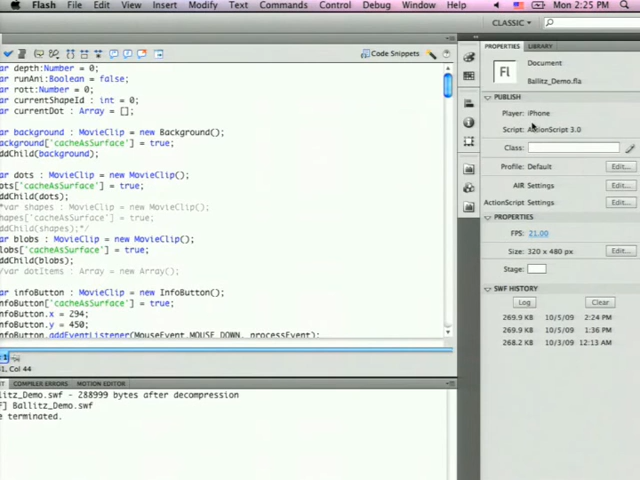 Flash File Edit View Insert Modify Text Commands Control Debug Window Help Mon 2:25 PM
CLASSIC
PROPERTIES LIBRARY
Code Snippets
Document
Fl
Ballitz_Demo.fla
PUBLISH
Player: iPhone
Script: ActionScript 3.0
Class:
Profile: Default Edit...
AIR Settings Edit...
ActionScript Settings Edit...
PROPERTIES
FPS: 21.00
Size: 320 x 480 px Edit...
Stage:
SWF HISTORY
Log Clear
269.9 KB 10/5/09 2:24 PM
269.9 KB 10/5/09 1:36 PM
268.2 KB 10/3/09 12:13 AM
ar depth:Number = 0;
ar runAni:Boolean = false;
ar rott:Number = 0;
ar currentShapeId : int = 0;
ar currentDot : Array = [];
ar background : MovieClip = new Background();
ackground['cacheAsSurface'] = true;
ddChild(background);
ar dots : MovieClip = new MovieClip();
ots['cacheAsSurface'] = true;
ddChild(dots);
*var shapes : MovieClip = new MovieClip();
hapes['cacheAsSurface'] = true;
ddChild(shapes);*/
ar blobs : MovieClip = new MovieClip();
lobs['cacheAsSurface'] = true;
ddChild(blobs);
/var dotItems : Array = new Array();
ar infoButton : MovieClip = new InfoButton();
nfoButton['cacheAsSurface'] = true;
nfoButton.x = 294;
nfoButton.y = 450;
nfoButton.addEventListener(MouseEvent.MOUSE_DOWN, processEvent);
1, Col 44
T COMPILER ERRORS MOTION EDITOR
litz_Demo.swf - 288999 bytes after decompression
F] Ballitz_Demo.swf
e terminated.